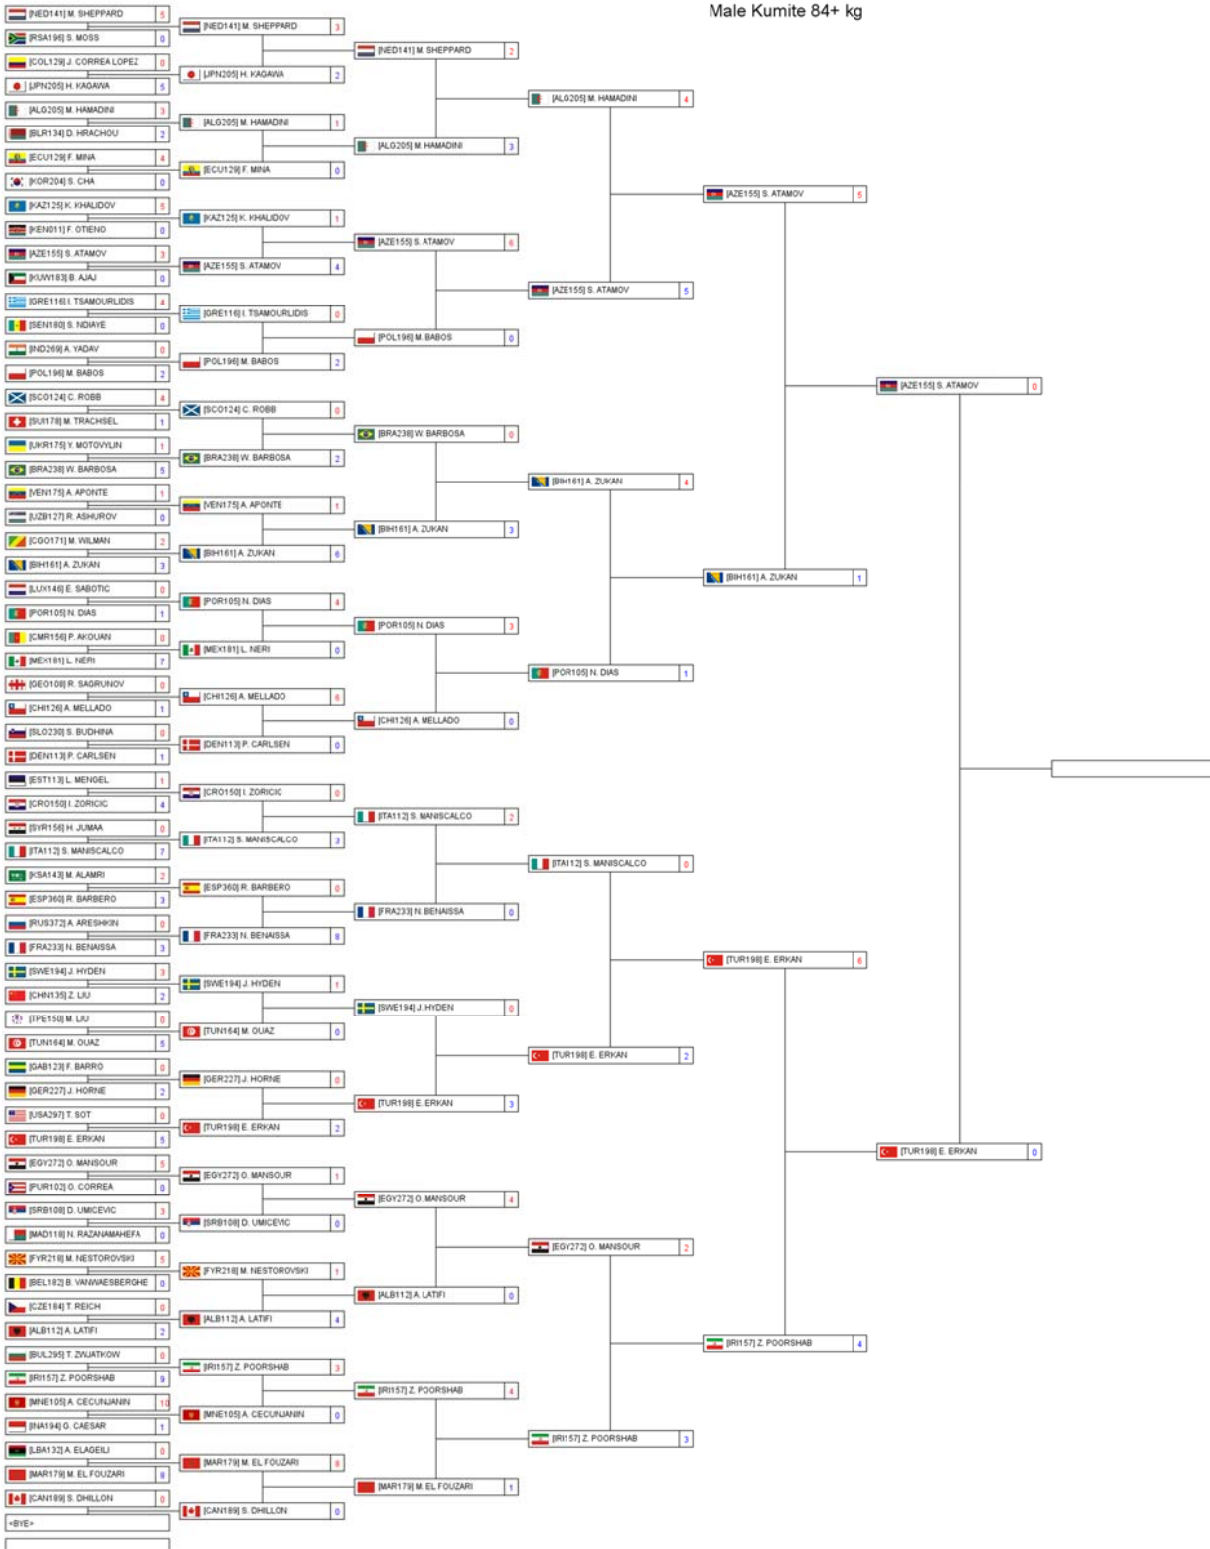 Male Kumite 84+ kg
[NED141] M. SHEPPARD 5
[RSA196] S. MOSS 0
[COL129] J. CORREA LOPEZ 0
[JPN205] H. KAGAWA 5
[ALG205] M. HAMADINI 3
[BLR134] D. HRACHOU 2
[ECU129] F. MINA 4
[KOR204] S. CHA 0
[KAZ125] K. KHALIDOV 5
[KEN011] F. OTIENO 0
[AZE155] S. ATAMOV 3
[KUW183] B. AJAJ 0
[GRE116] I. TSAMOURLIDIS 4
[SEN180] S. NDIAYE 0
[IND269] A. YADAV 0
[POL196] M. BABOS 2
[SCO124] C. ROBB 4
[SUI178] M. TRACHSEL 1
[UKR175] Y. MOTOVYLIN 1
[BRA238] W. BARBOSA 5
[VEN175] A. APONTE 1
[UZB127] R. ASHUROV 0
[CGO171] M. WILMAN 2
[BIH161] A. ZUKAN 3
[LUX146] E. SABOTIC 0
[POR105] N. DIAS 1
[CMR156] P. AKOUAN 0
[MEX181] L. NERI 7
[GEO108] R. SAGRUNOV 0
[CHI126] A. MELLADO 1
[SLO230] S. BUDHINA 0
[DEN113] P. CARLSEN 1
[EST113] L. MENGEL 1
[CRO150] I. ZORICIC 4
[SYR156] H. JUMAA 0
[ITA112] S. MANISCALCO 7
[KSA143] M. ALAMRI 2
[ESP360] R. BARBERO 3
[RUS372] A. ARESHKIN 0
[FRA233] N. BENAISSA 3
[SWE194] J. HYDEN 3
[CHN135] Z. LIU 2
[TPE150] M. LIU 0
[TUN164] M. OUAZ 5
[GAB123] F. BARRO 0
[GER227] J. HORNE 2
[USA297] T. SOT 0
[TUR198] E. ERKAN 5
[EGY272] O. MANSOUR 5
[PUR102] O. CORREA 0
[SRB108] D. UMICEVIC 3
[MAD118] N. RAZANAMAHEFA 0
[FYR218] M. NESTOROVSKI 5
[BEL182] B. VANWAESBERGHE 0
[CZE184] T. REICH 0
[ALB112] A. LATIFI 2
[BUL295] T. ZWJATKOW 0
[IRI157] Z. POORSHAB 9
[MNE105] A. CECUNJANIN 10
[INA194] G. CAESAR 1
[LBA132] A. ELAGEILI 0
[MAR179] M. EL FOUZARI 8
[CAN189] S. DHILLON 0
<BYE>
[NED141] M. SHEPPARD 3
[JPN205] H. KAGAWA 2
[ALG205] M. HAMADINI 1
[ECU129] F. MINA 0
[KAZ125] K. KHALIDOV 1
[AZE155] S. ATAMOV 4
[GRE116] I. TSAMOURLIDIS 0
[POL196] M. BABOS 2
[SCO124] C. ROBB 0
[BRA238] W. BARBOSA 2
[VEN175] A. APONTE 1
[BIH161] A. ZUKAN 6
[POR105] N. DIAS 4
[MEX181] L. NERI 0
[CHI126] A. MELLADO 6
[DEN113] P. CARLSEN 0
[CRO150] I. ZORICIC 0
[ITA112] S. MANISCALCO 3
[ESP360] R. BARBERO 0
[FRA233] N. BENAISSA 8
[SWE194] J. HYDEN 1
[TUN164] M. OUAZ 0
[GER227] J. HORNE 0
[TUR198] E. ERKAN 2
[EGY272] O. MANSOUR 1
[SRB108] D. UMICEVIC 0
[FYR218] M. NESTOROVSKI 1
[ALB112] A. LATIFI 4
[IRI157] Z. POORSHAB 3
[MNE105] A. CECUNJANIN 0
[MAR179] M. EL FOUZARI 8
[CAN189] S. DHILLON 0
[NED141] M. SHEPPARD 2
[ALG205] M. HAMADINI 3
[AZE155] S. ATAMOV 6
[POL196] M. BABOS 0
[BRA238] W. BARBOSA 0
[BIH161] A. ZUKAN 3
[POR105] N. DIAS 3
[CHI126] A. MELLADO 0
[ITA112] S. MANISCALCO 2
[FRA233] N. BENAISSA 0
[SWE194] J. HYDEN 0
[TUR198] E. ERKAN 3
[EGY272] O. MANSOUR 4
[ALB112] A. LATIFI 0
[IRI157] Z. POORSHAB 4
[MAR179] M. EL FOUZARI 1
[ALG205] M. HAMADINI 4
[AZE155] S. ATAMOV 5
[BIH161] A. ZUKAN 4
[POR105] N. DIAS 1
[ITA112] S. MANISCALCO 0
[TUR198] E. ERKAN 2
[EGY272] O. MANSOUR 2
[IRI157] Z. POORSHAB 3
[AZE155] S. ATAMOV 5
[BIH161] A. ZUKAN 1
[TUR198] E. ERKAN 6
[IRI157] Z. POORSHAB 4
[AZE155] S. ATAMOV 0
[TUR198] E. ERKAN 0